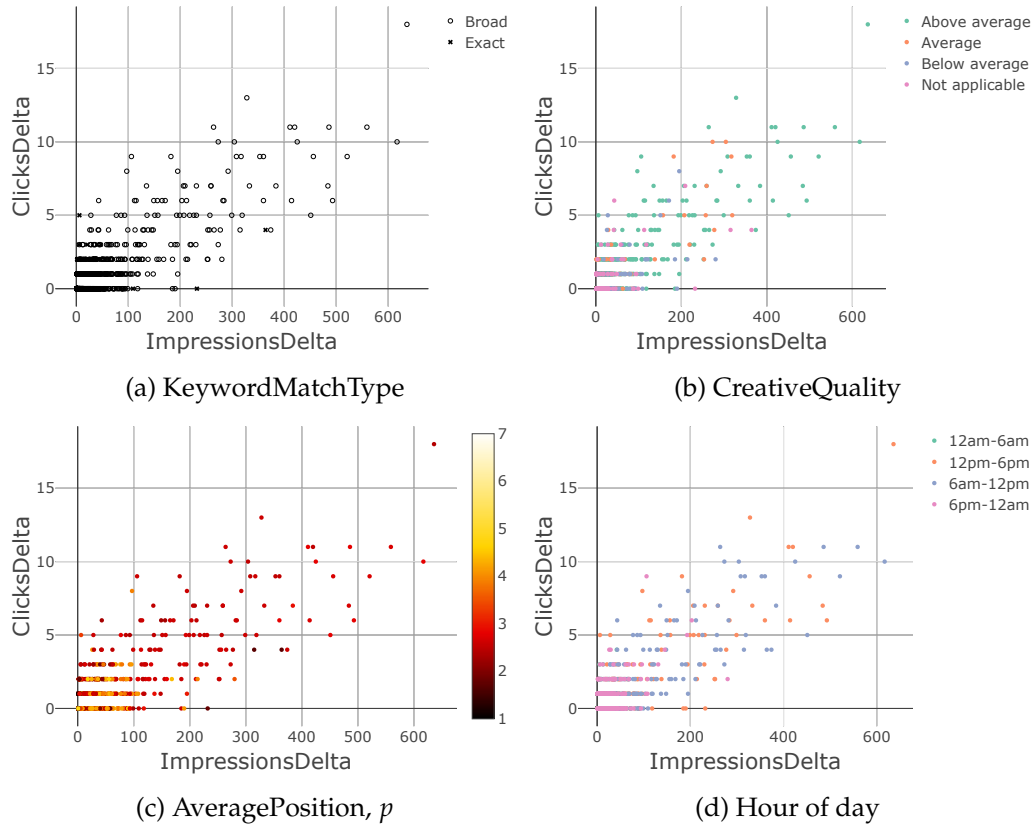 Broad
Exact
ClicksDelta
15
10
5
0
0 100 200 300 400 500 600
ImpressionsDelta
(a) KeywordMatchType
Above average
Average
Below average
Not applicable
ClicksDelta
15
10
5
0
0 200 400 600
ImpressionsDelta
(b) CreativeQuality
ClicksDelta
15
10
5
0
0 100 200 300 400 500 600
ImpressionsDelta
7
6
5
4
3
2
1
(c) AveragePosition, p
12am-6am
12pm-6pm
6am-12pm
6pm-12am
ClicksDelta
15
10
5
0
0 200 400 600
ImpressionsDelta
(d) Hour of day